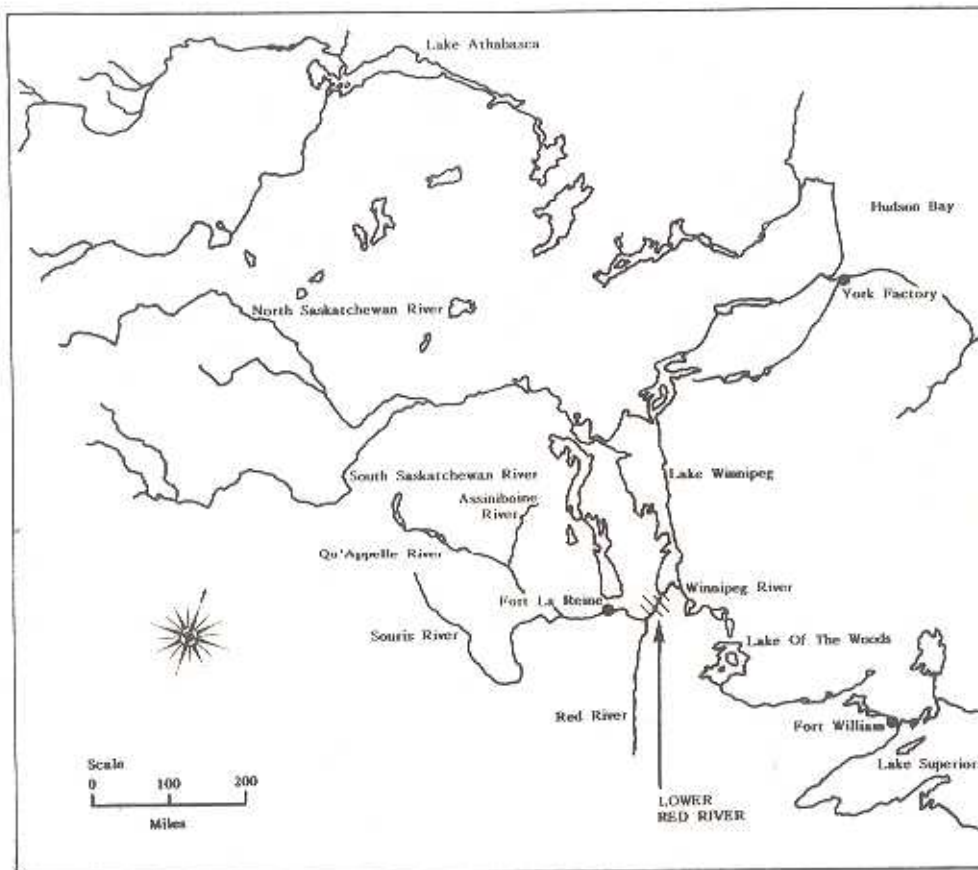 Lake Athabasca
Hudson Bay
York Factory
North Saskatchewan River
South Saskatchewan River
Lake Winnipeg
Assiniboine
River
Qu'Appelle River
Winnipeg River
Fort La Reine
Souris River
Lake Of The Woods
Red River
Fort William
Lake Superior
Scale
0 100 200
Miles
LOWER
RED RIVER